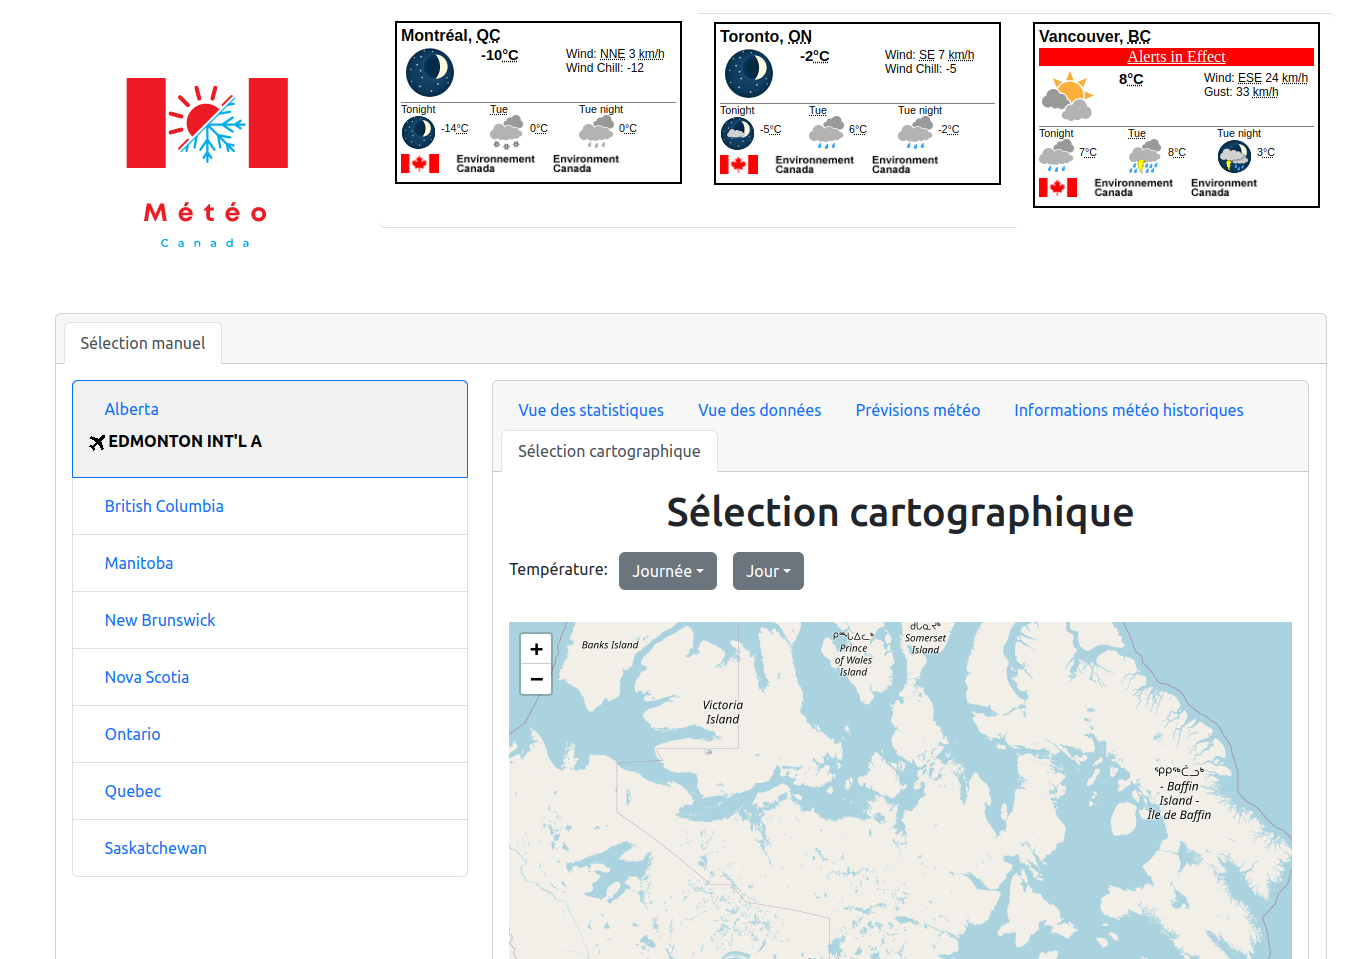 Météo
Canada
Montréal, QC
-10°C
Wind: NNE 3 km/h
Wind Chill: -12
Tonight
Tue
Tue night
-14°C
0°C
0°C
Environnement Canada
Environment Canada
Toronto, ON
-2°C
Wind: SE 7 km/h
Wind Chill: -5
Tonight
Tue
Tue night
-5°C
6°C
-2°C
Environnement Canada
Environment Canada
Vancouver, BC
Alerts in Effect
8°C
Wind: ESE 24 km/h
Gust: 33 km/h
Tonight
Tue
Tue night
7°C
8°C
3°C
Environnement Canada
Environment Canada
Sélection manuel
Alberta
EDMONTON INT'L A
British Columbia
Manitoba
New Brunswick
Nova Scotia
Ontario
Quebec
Saskatchewan
Vue des statistiques
Vue des données
Prévisions météo
Informations météo historiques
Sélection cartographique
Sélection cartographique
Température:
Journée
Jour
+
−
Banks Island
Victoria
Island
Prince
of Wales
Island
Somerset
Island
ᕿᑭᖅᑖᓗᒃ
- Baffin
Island -
Île de Baffin